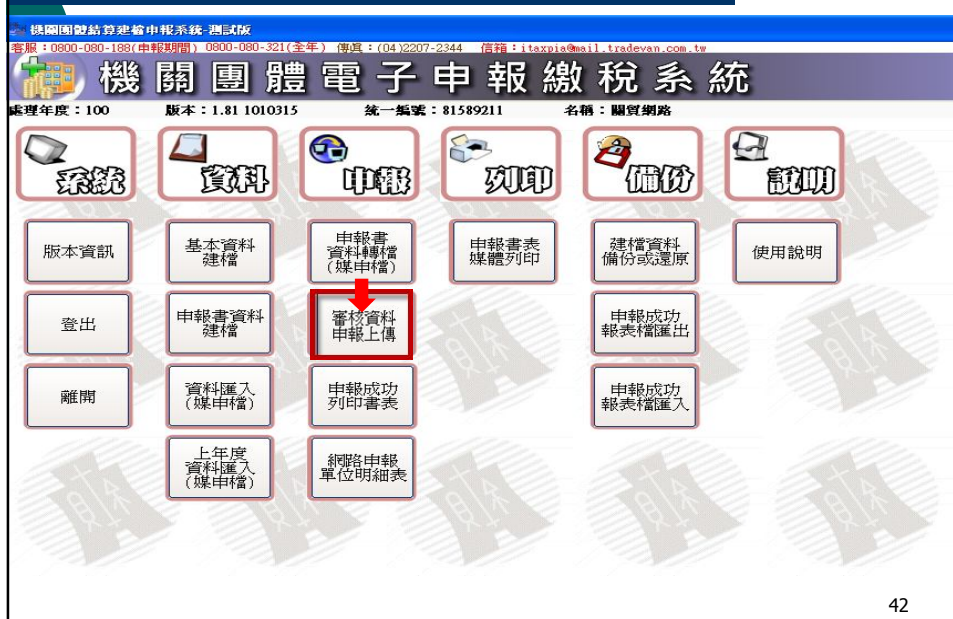 機關團體結算建檔申報系統-測試版
客服：0800-080-188(申報期間) 0800-080-321(全年) 傳真：(04)2207-2344 信箱：itaxpia@mail.tradevan.com.tw
機關團體電子申報繳稅系統
處理年度：100 版本：1.81 1010315 統一編號：81589211 名稱：關貿網路
系統 資料 申報 列印 備份 說明
版本資訊
登出
離開
基本資料
建檔
申報書資料
建檔
資料匯入
(媒申檔)
上年度
資料匯入
(媒申檔)
申報書
資料轉檔
(媒申檔)
審核資料
申報上傳
申報成功
列印書表
網路申報
單位明細表
申報書表
媒體列印
建檔資料
備份或還原
申報成功
報表檔匯出
申報成功
報表檔匯入
使用說明
42